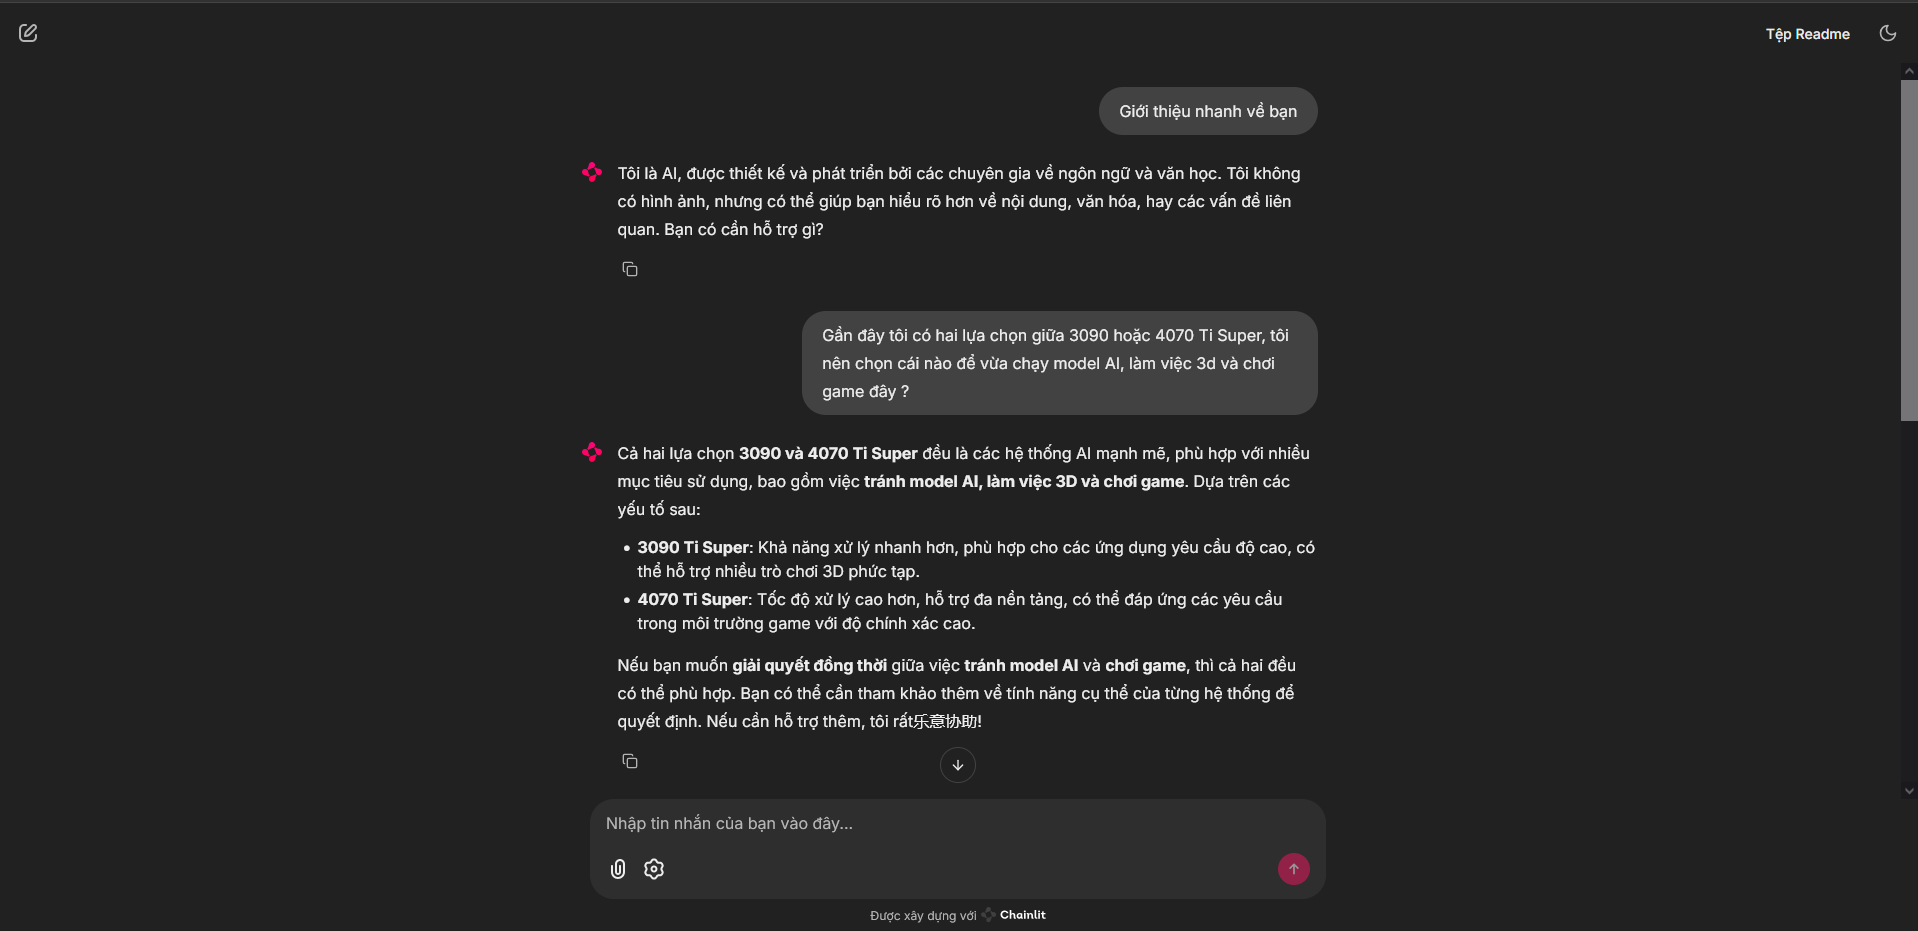 Tệp Readme
Giới thiệu nhanh về bạn
Tôi là AI, được thiết kế và phát triển bởi các chuyên gia về ngôn ngữ và văn học. Tôi không
có hình ảnh, nhưng có thể giúp bạn hiểu rõ hơn về nội dung, văn hóa, hay các vấn đề liên
quan. Bạn có cần hỗ trợ gì?
Gần đây tôi có hai lựa chọn giữa 3090 hoặc 4070 Ti Super, tôi
nên chọn cái nào để vừa chạy model AI, làm việc 3d và chơi
game đây ?
Cả hai lựa chọn 3090 và 4070 Ti Super đều là các hệ thống AI mạnh mẽ, phù hợp với nhiều
mục tiêu sử dụng, bao gồm việc tránh model AI, làm việc 3D và chơi game. Dựa trên các
yếu tố sau:
• 3090 Ti Super: Khả năng xử lý nhanh hơn, phù hợp cho các ứng dụng yêu cầu độ cao, có
thể hỗ trợ nhiều trò chơi 3D phức tạp.
• 4070 Ti Super: Tốc độ xử lý cao hơn, hỗ trợ đa nền tảng, có thể đáp ứng các yêu cầu
trong môi trường game với độ chính xác cao.
Nếu bạn muốn giải quyết đồng thời giữa việc tránh model AI và chơi game, thì cả hai đều
có thể phù hợp. Bạn có thể cần tham khảo thêm về tính năng cụ thể của từng hệ thống để
quyết định. Nếu cần hỗ trợ thêm, tôi rất乐意协助!
Nhập tin nhắn của bạn vào đây...
Được xây dựng với Chainlit